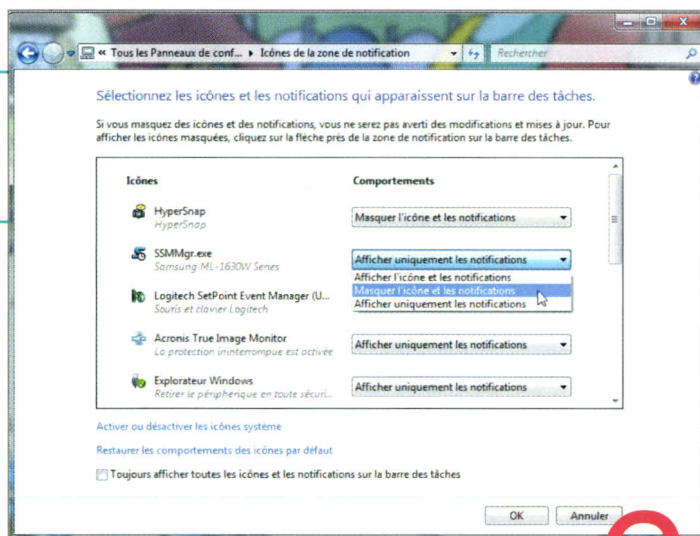 « Tous les Panneaux de conf... ▸ Icônes de la zone de notification
Rechercher
Sélectionnez les icônes et les notifications qui apparaissent sur la barre des tâches.
Si vous masquez des icônes et des notifications, vous ne serez pas averti des modifications et mises à jour. Pour
afficher les icônes masquées, cliquez sur la flèche près de la zone de notification sur la barre des tâches.
Icônes
Comportements
HyperSnap
HyperSnap
Masquer l'icône et les notifications
SSMMgr.exe
Samsung ML-1630W Series
Afficher uniquement les notifications
Afficher l'icône et les notifications
Masquer l'icône et les notifications
Afficher uniquement les notifications
Logitech SetPoint Event Manager (U...
Souris et clavier Logitech
Acronis True Image Monitor
La protection ininterrompue est activée
Afficher uniquement les notifications
Explorateur Windows
Retirer le périphérique en toute sécuri...
Afficher uniquement les notifications
Activer ou désactiver les icônes système
Restaurer les comportements des icônes par défaut
Toujours afficher toutes les icônes et les notifications sur la barre des tâches
OK
Annuler